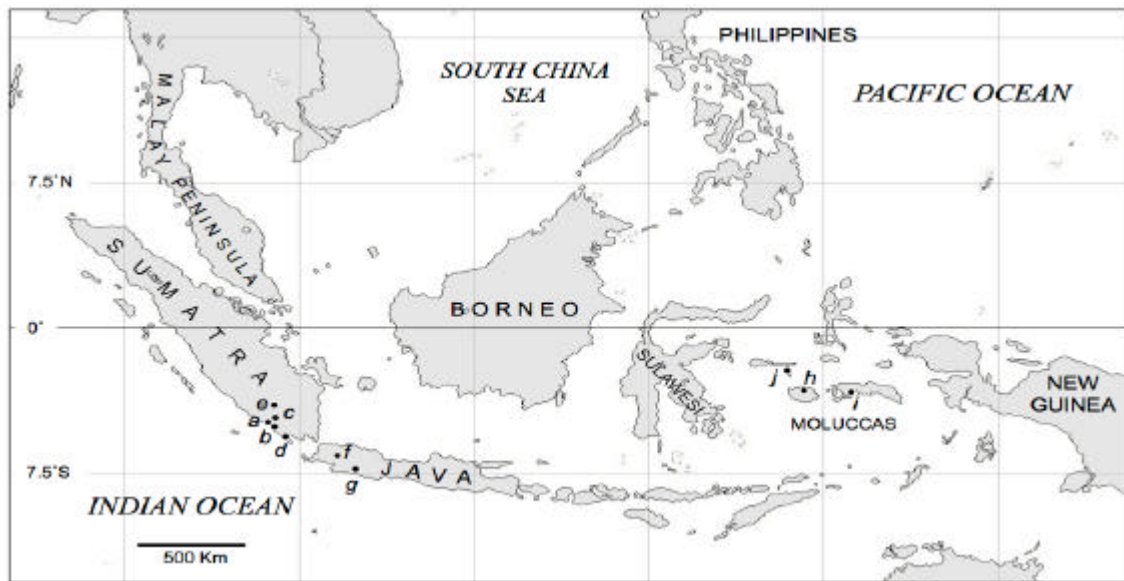 PHILIPPINES
SOUTH CHINA
SEA
PACIFIC OCEAN
MALAY PENINSULA
7.5°N
SUMATRA
BORNEO
0°
SULAWESI
j
h
i
NEW
GUINEA
MOLUCCAS
e
c
a
b
d
f
JAVA
g
7.5°S
INDIAN OCEAN
500 Km